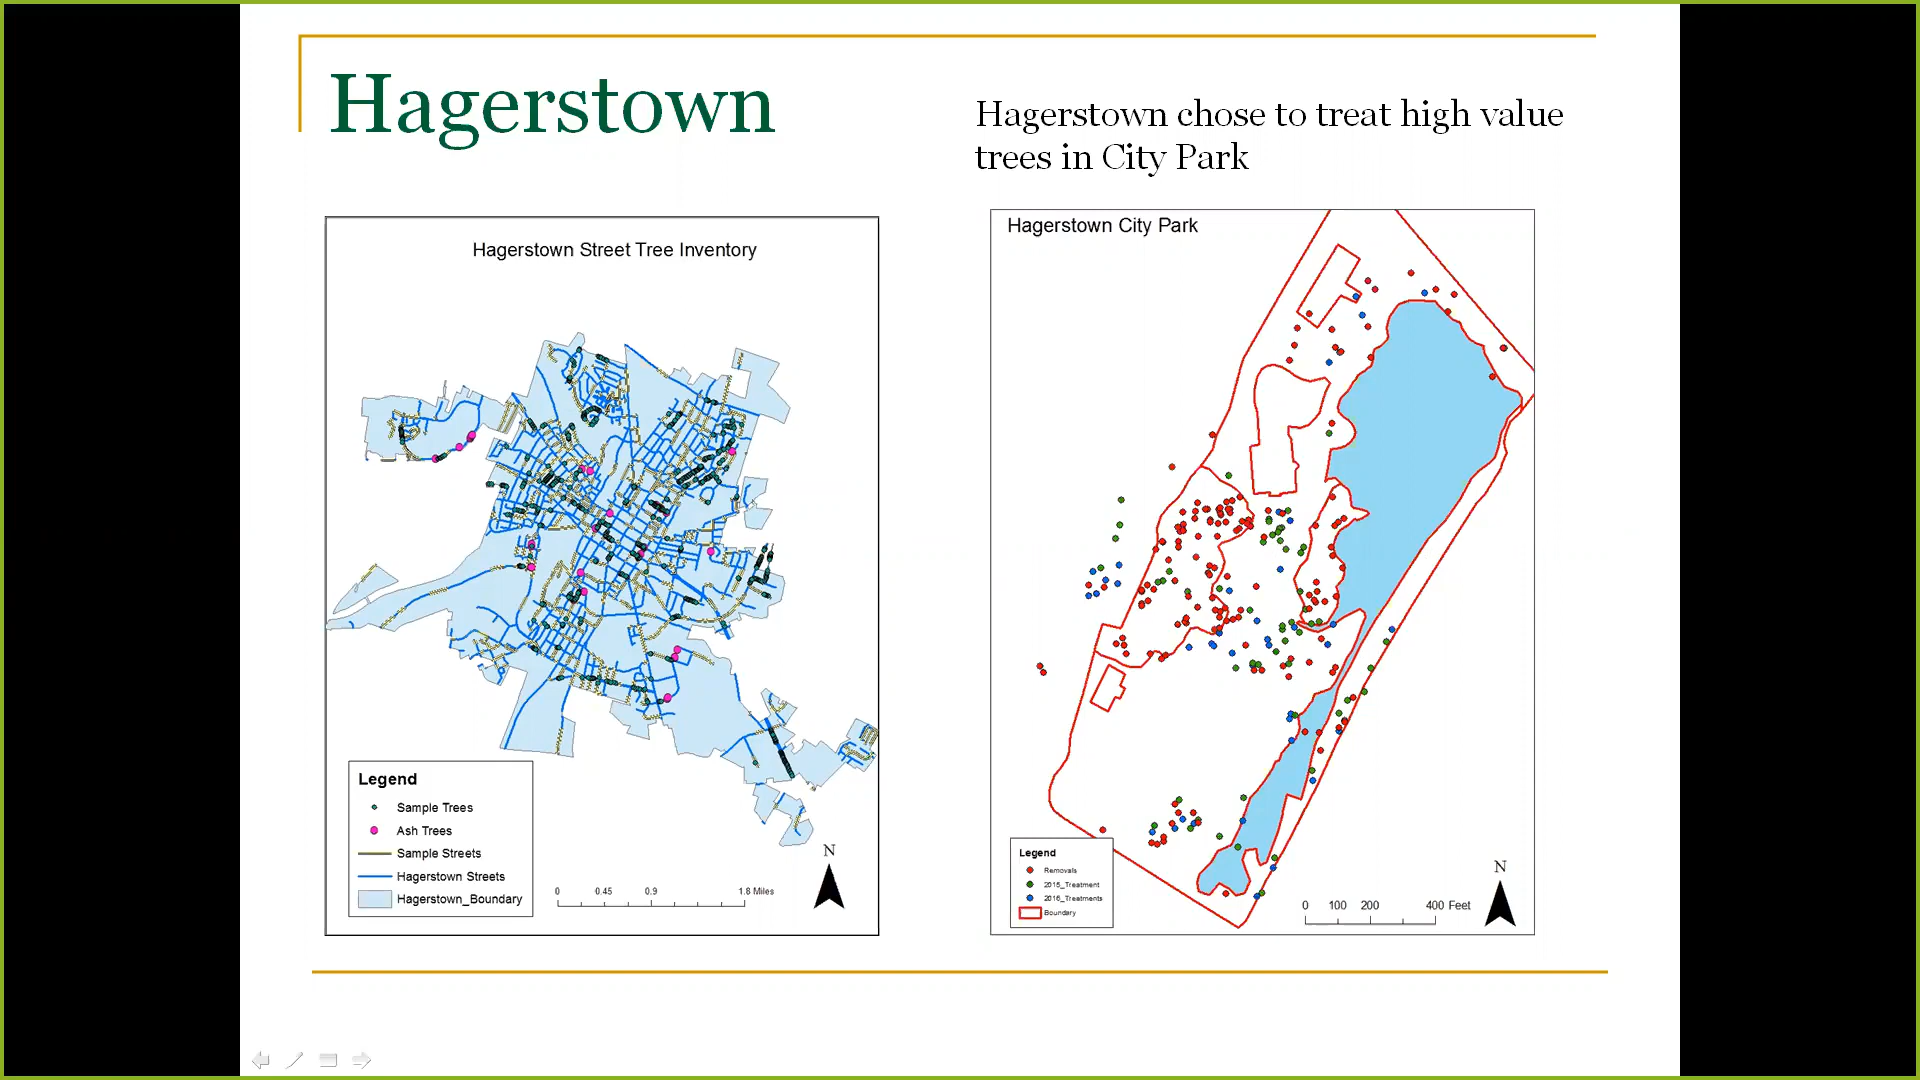 Hagerstown
Hagerstown chose to treat high value
trees in City Park
Hagerstown Street Tree Inventory
Legend
Sample Trees
Ash Trees
Sample Streets
Hagerstown Streets
Hagerstown_Boundary
0 0.45 0.9 1.8 Miles
N
Hagerstown City Park
Legend
Removals
2015_Treatment
2016_Treatments
Boundary
0 100 200 400 Feet
N